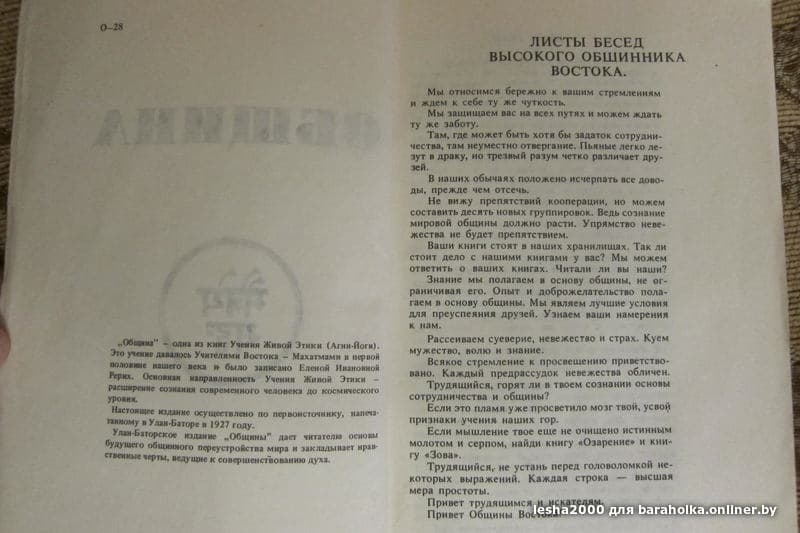 О–28
„Община" – одна из книг Учения Живой Этики (Агни-Йоги).
Это учение давалось Учителями Востока – Махатмами в первой
половине нашего века и было записано Еленой Ивановной
Рерих. Основная направленность Учения Живой Этики –
расширение сознания современного человека до космического
уровня.
Настоящее издание осуществлено по первоисточнику, напеча-
танному в Улан-Баторе в 1927 году.
Улан-Баторское издание „Общины" дает читателю основы
будущего общинного переустройства мира и закладывает нрав-
ственные черты, ведущие к совершенствованию духа.
ЛИСТЫ БЕСЕД
ВЫСОКОГО ОБЩИННИКА
ВОСТОКА.
Мы относимся бережно к вашим стремлениям
и ждем к себе ту же чуткость.
Мы защищаем вас на всех путях и можем ждать
ту же заботу.
Там, где может быть хотя бы задаток сотрудни-
чества, там неуместно отвергание. Пьяные легко ле-
зут в драку, но трезвый разум четко различает дру-
зей.
В наших обычаях положено исчерпать все дово-
ды, прежде чем отсечь.
Не вижу препятствий кооперации, но можем
составить десять новых группировок. Ведь сознание
мировой общины должно расти. Упрямство неве-
жества не будет препятствием.
Ваши книги стоят в наших хранилищах. Так ли
стоит дело с нашими книгами у вас? Мы можем
ответить о ваших книгах. Читали ли вы наши?
Знание мы полагаем в основу общины, не ог-
раничивая его. Опыт и доброжелательство полага-
ем в основу общины. Мы являем лучшие условия
для преуспеяния друзей. Узнаем ваши намерения
к нам.
Рассеиваем суеверие, невежество и страх. Куем
мужество, волю и знание.
Всякое стремление к просвещению приветство-
вано. Каждый предрассудок невежества обличен.
Трудящийся, горят ли в твоем сознании основы
сотрудничества и общины?
Если это пламя уже просветило мозг твой, усвой
признаки учения наших гор.
Если мышление твое еще не очищено истинным
молотом и серпом, найди книгу «Озарение» и кни-
гу «Зова».
Трудящийся, не устань перед головоломкой не-
которых выражений. Каждая строка — высшая
мера простоты.
Привет трудящимся и искателям.
Привет Общины Востока.
lesha2000 для baraholka.onliner.by